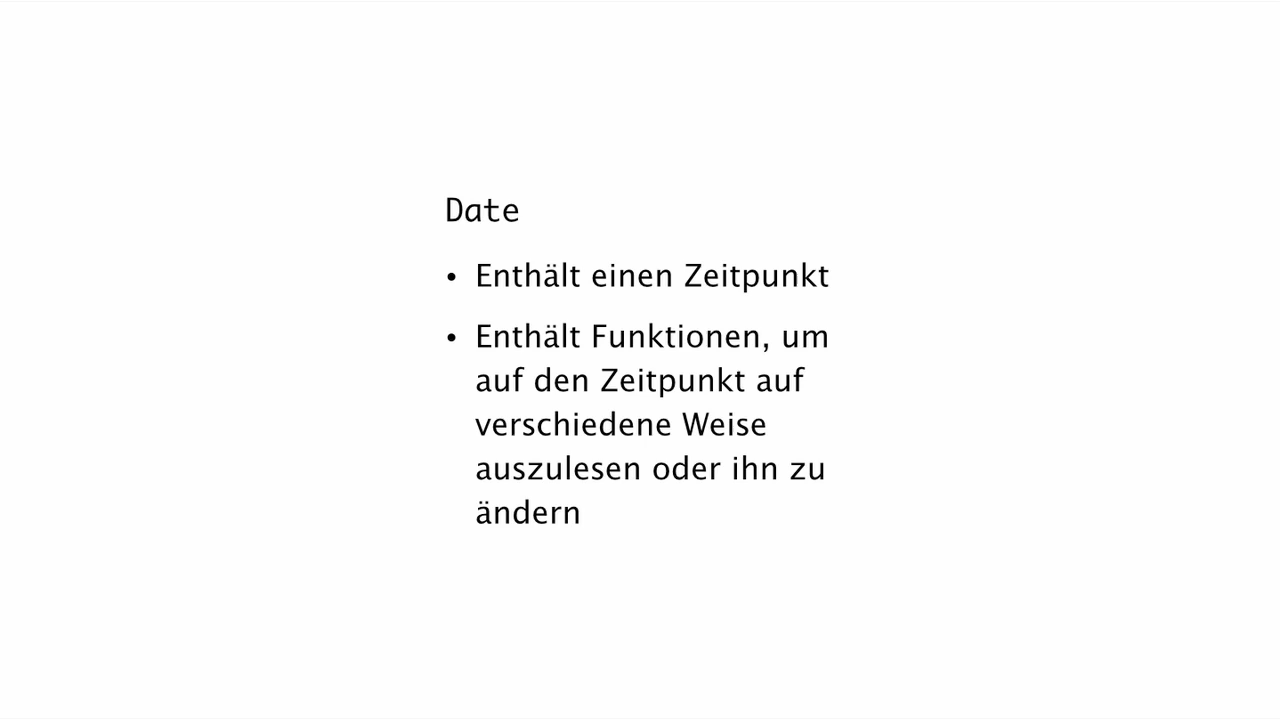 Date
• Enthält einen Zeitpunkt
• Enthält Funktionen, um
auf den Zeitpunkt auf
verschiedene Weise
auszulesen oder ihn zu
ändern